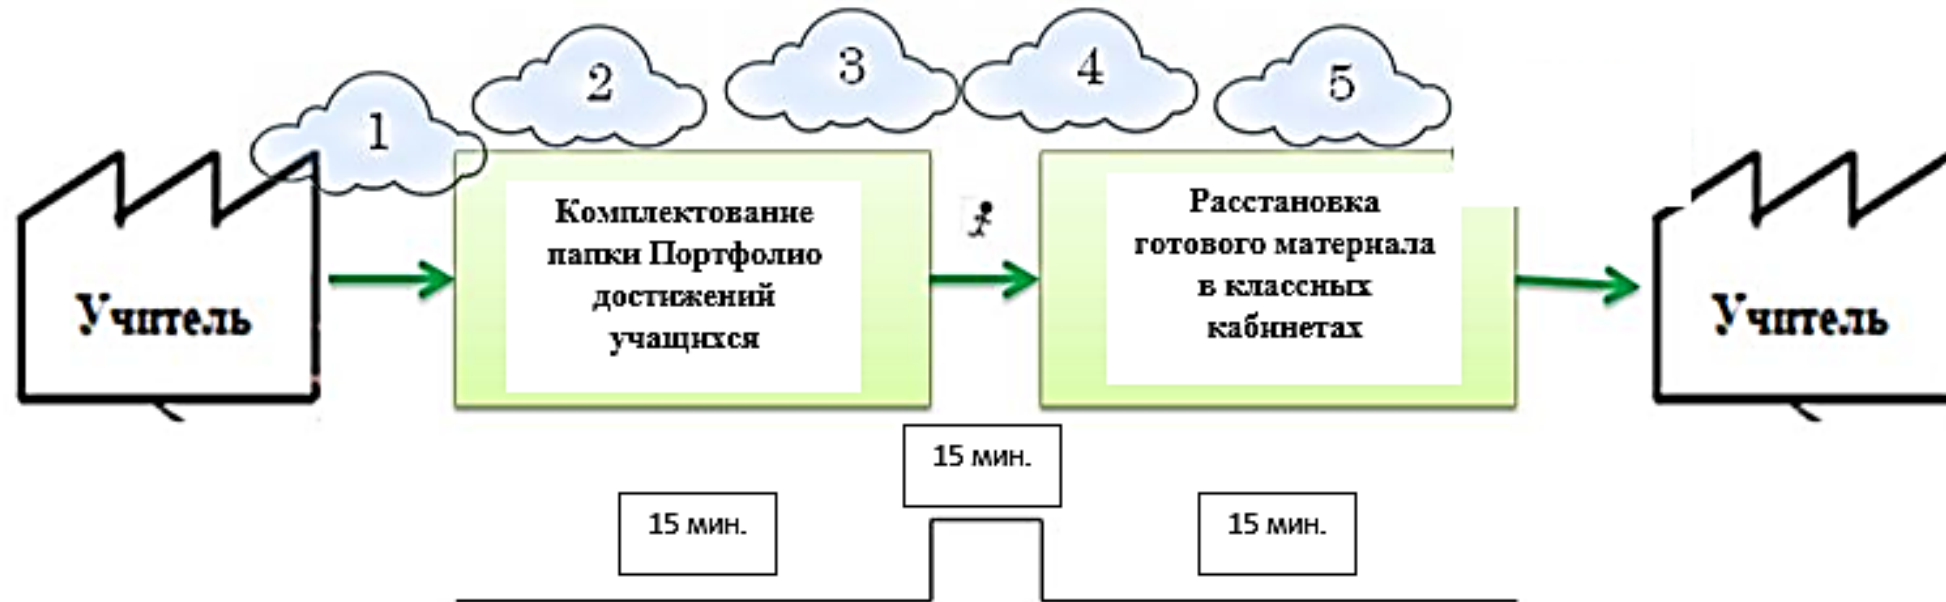 1
2
3
4
5
Учитель
Комплектование
папки Портфолио
достижений
учащихся
Расстановка
готового материала
в классных
кабинетах
Учитель
15 мин.
15 мин.
15 мин.